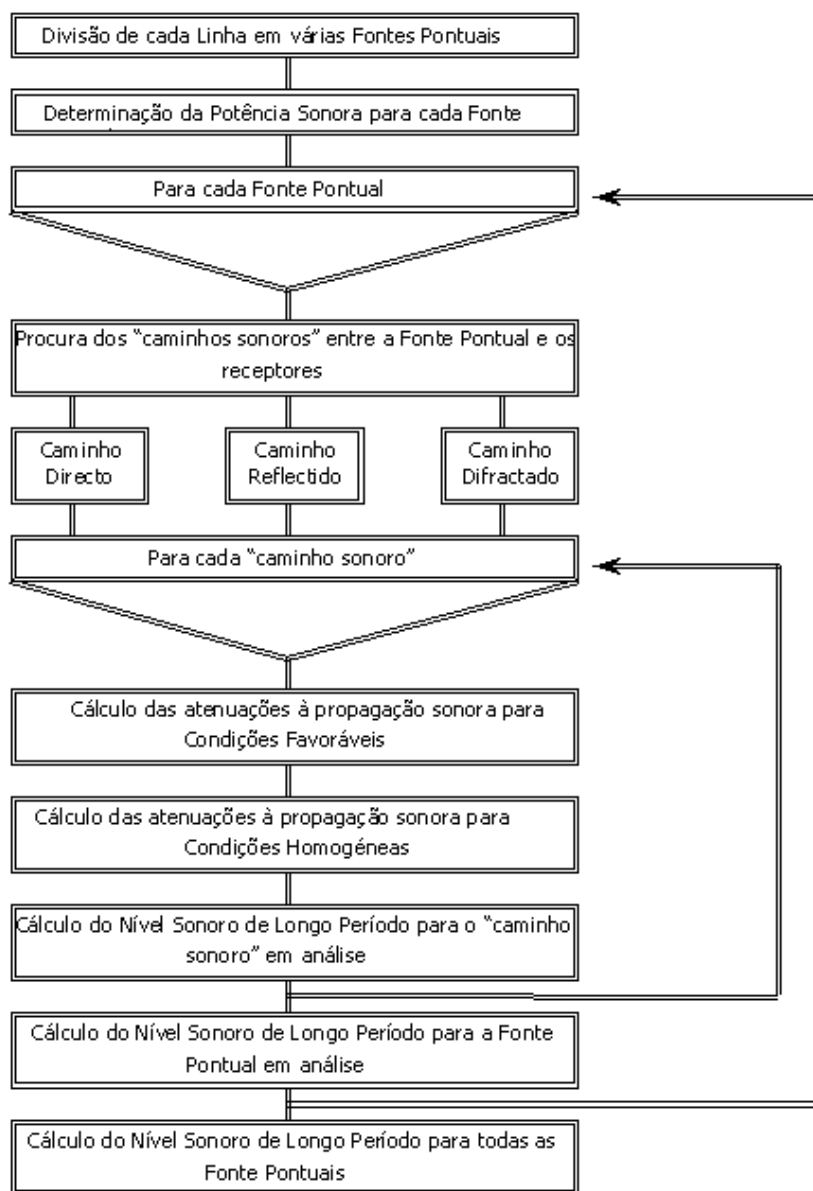 Divisão de cada Linha em várias Fontes Pontuais
Determinação da Potência Sonora para cada Fonte
Para cada Fonte Pontual
Procura dos "caminhos sonoros" entre a Fonte Pontual e os
receptores
Caminho
Directo
Caminho
Reflectido
Caminho
Difractado
Para cada "caminho sonoro"
Cálculo das atenuações à propagação sonora para
Condições Favoráveis
Cálculo das atenuações à propagação sonora para
Condições Homogéneas
Cálculo do Nível Sonoro de Longo Período para o "caminho
sonoro" em análise
Cálculo do Nível Sonoro de Longo Período para a Fonte
Pontual em análise
Cálculo do Nível Sonoro de Longo Período para todas as
Fonte Pontuais